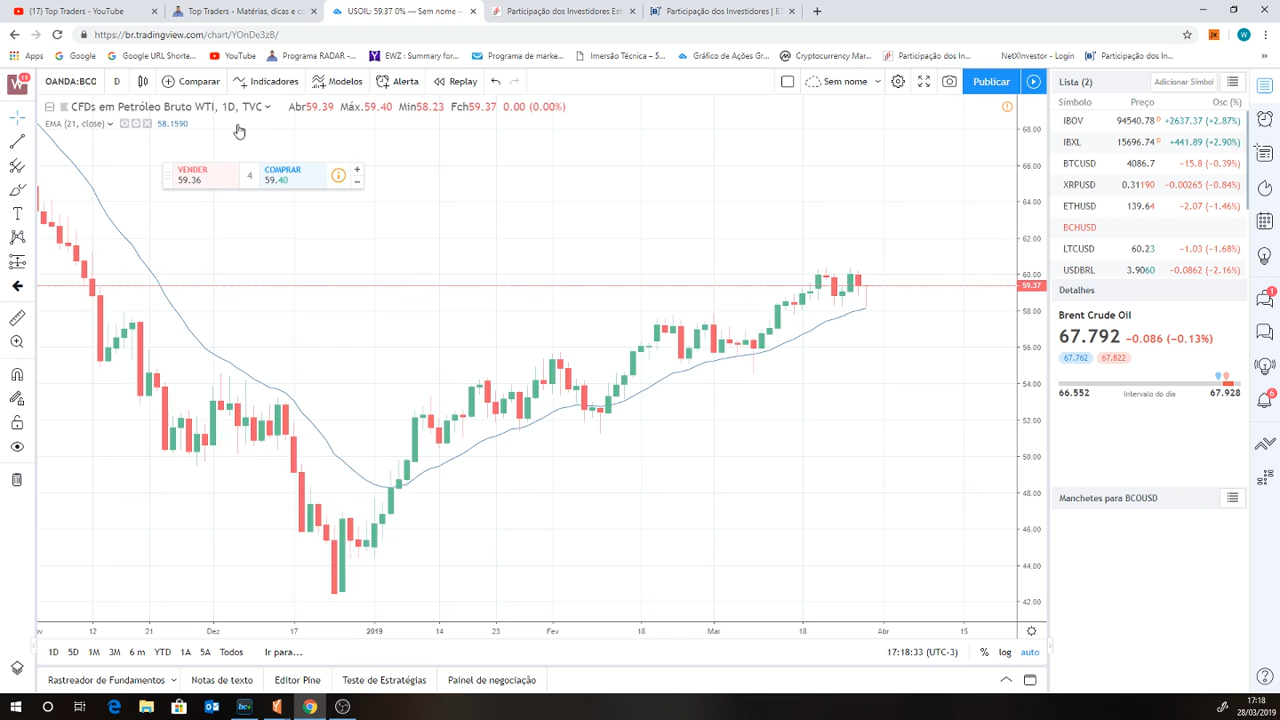 (17) Top Traders - YouTube
Top Traders - Matérias, dicas e co
USOIL: 59.37 0% — Sem nome
Participação dos Investidores Est
Participação dos Investidores | B3
https://br.tradingview.com/chart/YOnDe3zB/
Apps
Google
Google URL Shorte...
YouTube
Programa RADAR -...
EWZ : Summary for...
Programa de marke...
Imersão Técnica – 5...
Gráfico de Ações Gr...
Cryptocurrency Mar...
Participação dos In...
NetXInvestor - Login
Participação dos In...
11
OANDA:BCO
D
Comparar
Indicadores
Modelos
Alerta
Replay
Sem nome
Publicar
Lista (2)
Adicionar Símbol
CFDs em Petróleo Bruto WTI, 1D, TVC
Abr59.39 Máx.59.40 Min58.23 Fch59.37 0.00 (0.00%)
EMA (21, close)
58.1590
VENDER
59.36
4
COMPRAR
59.40
Símbolo Preço Osc (%)
IBOV 94540.78 D +2637.37 (+2.87%)
IBXL 15696.74 D +441.89 (+2.90%)
BTCUSD 4086.7 −15.8 (−0.39%)
XRPUSD 0.31190 −0.00265 (−0.84%)
ETHUSD 139.64 −2.07 (−1.46%)
BCHUSD
LTCUSD 60.23 −1.03 (−1.68%)
USDBRL 3.9060 −0.0862 (−2.16%)
Detalhes
Brent Crude Oil
67.792 −0.086 (−0.13%)
67.762 67.822
66.552 Intervalo do dia 67.928
Manchetes para BCOUSD
68.00
66.00
64.00
62.00
60.00
59.37
58.00
56.00
54.00
52.00
50.00
48.00
46.00
44.00
42.00
12 21 Dez 17 2019 14 23 Fev 18 Mar 18 Abr 15
1D 5D 1M 3M 6 m YTD 1A 5A Todos Ir para...
17:18:33 (UTC-3) % log auto
Rastreador de Fundamentos
Notas de texto
Editor Pine
Teste de Estratégias
Painel de negociação
1
6
17:18
28/03/2019